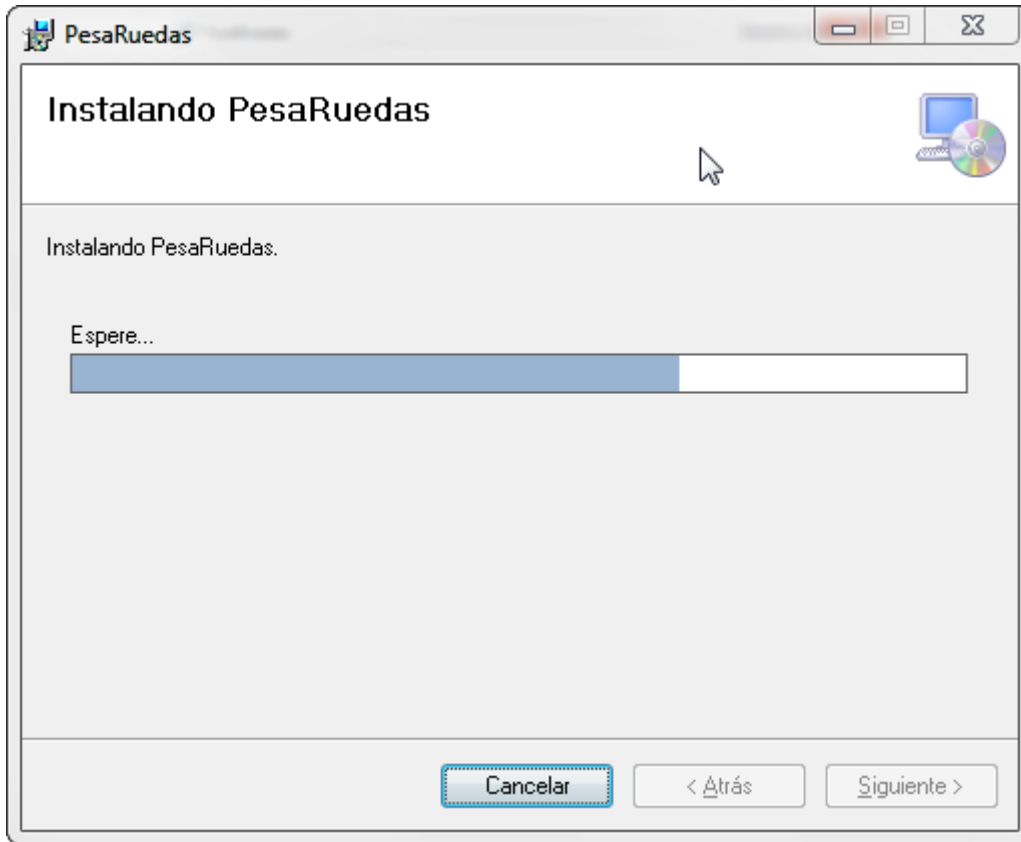 PesaRuedas
Instalando PesaRuedas
Instalando PesaRuedas.
Espere...
Cancelar
< Atrás
Siguiente >